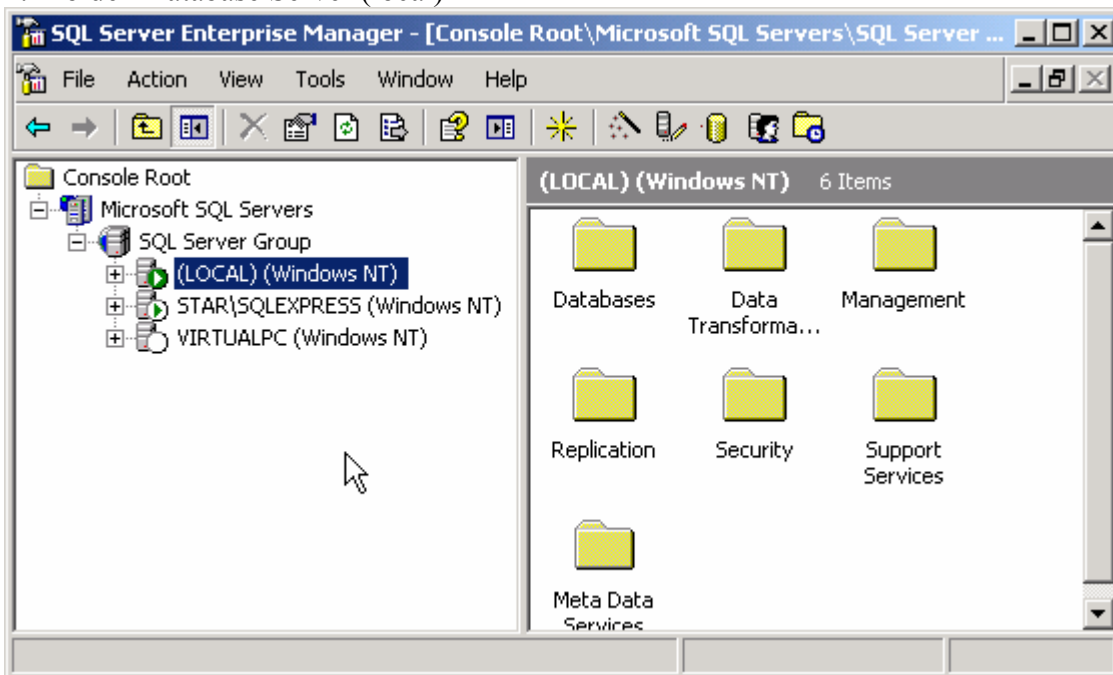 SQL Server Enterprise Manager - [Console Root\Microsoft SQL Servers\SQL Server ...
File Action View Tools Window Help
Console Root
Microsoft SQL Servers
SQL Server Group
(LOCAL) (Windows NT)
STAR\SQLEXPRESS (Windows NT)
VIRTUALPC (Windows NT)
(LOCAL) (Windows NT) 6 Items
Databases
Data
Transforma...
Management
Replication
Security
Support
Services
Meta Data
Services